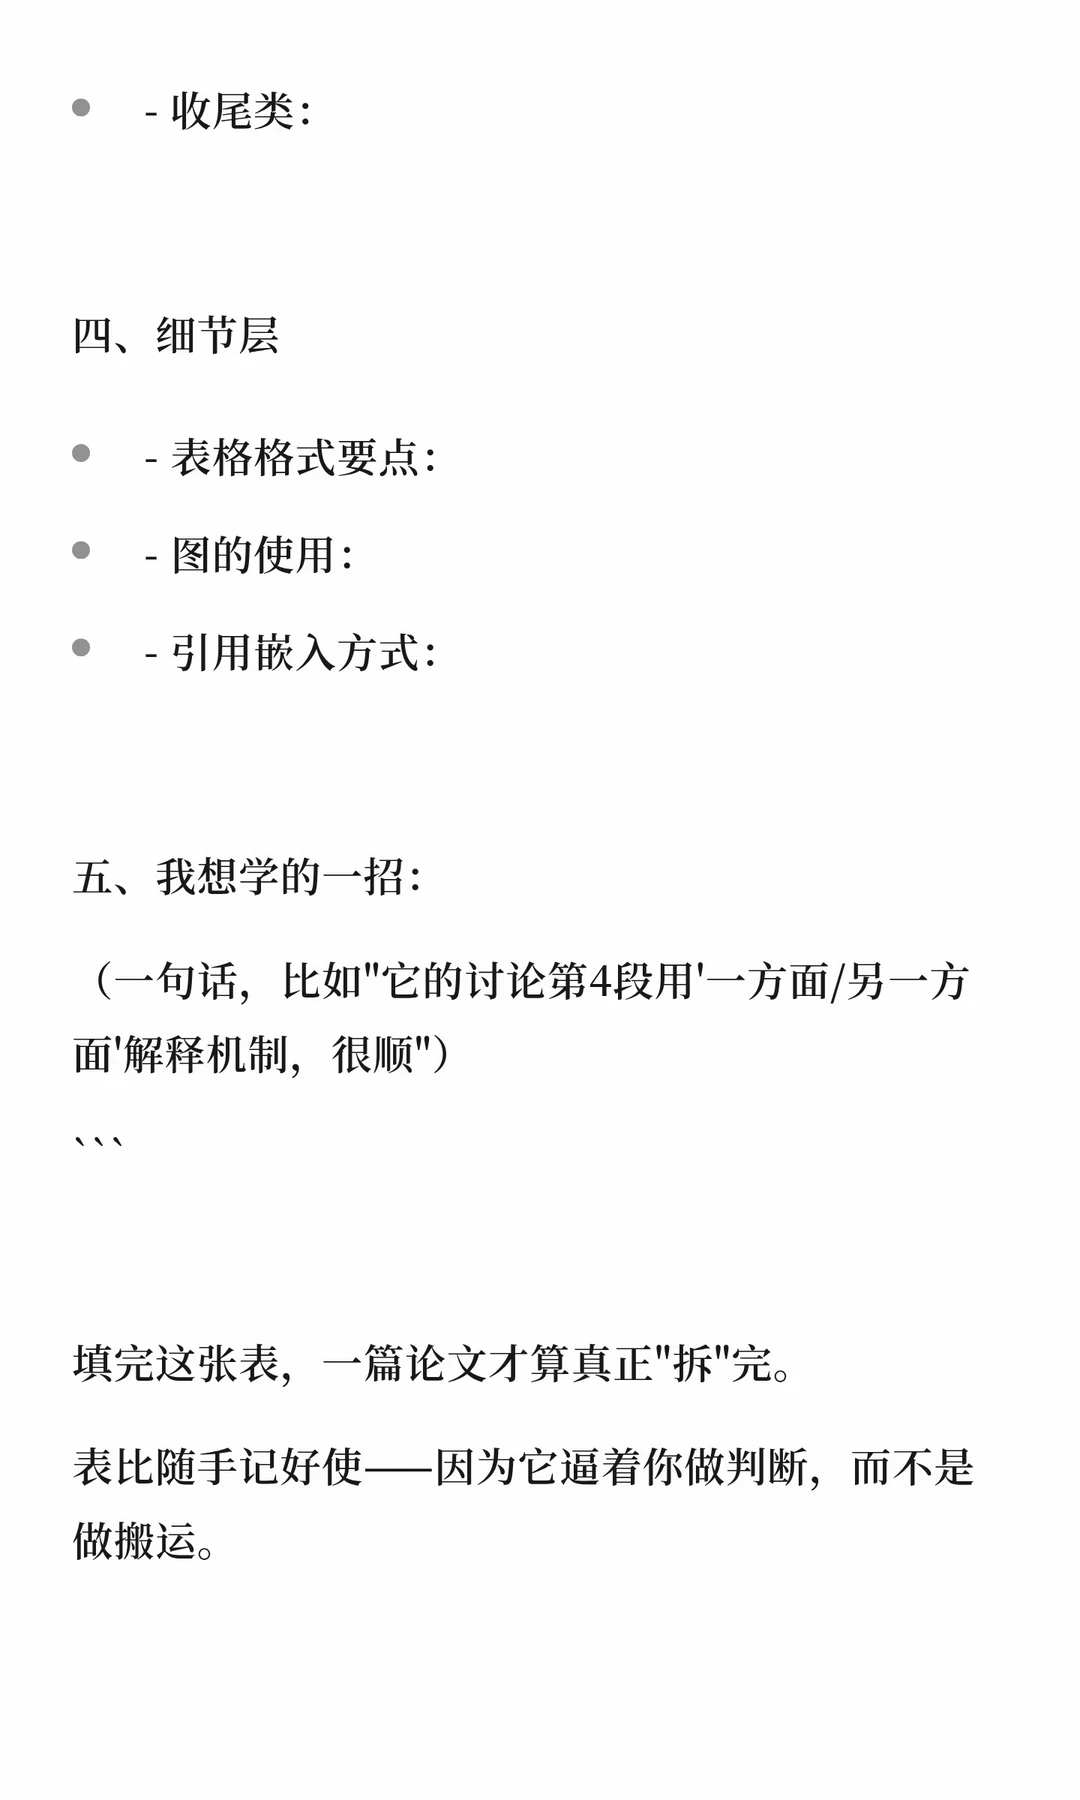 - 收尾类：
四、细节层
- 表格格式要点：
- 图的使用：
- 引用嵌入方式：
五、我想学的一招：
（一句话，比如"它的讨论第4段用'一方面/另一方
面'解释机制，很顺"）
```
填完这张表，一篇论文才算真正"拆"完。
表比随手记好使——因为它逼着你做判断，而不是
做搬运。